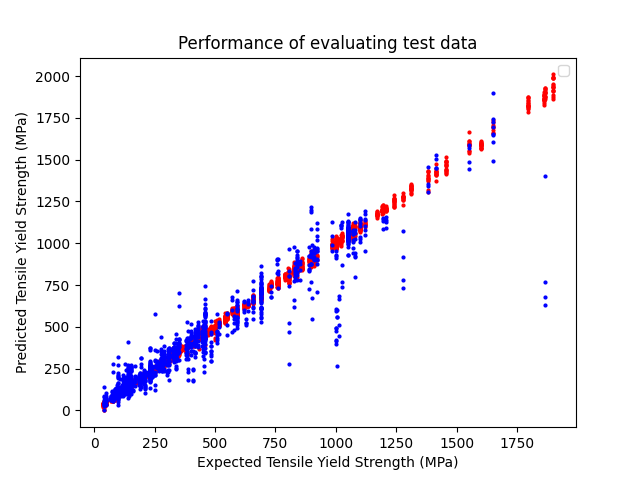 Performance of evaluating test data
Predicted Tensile Yield Strength (MPa)
2000
1750
1500
1250
1000
750
500
250
0
0 250 500 750 1000 1250 1500 1750
Expected Tensile Yield Strength (MPa)